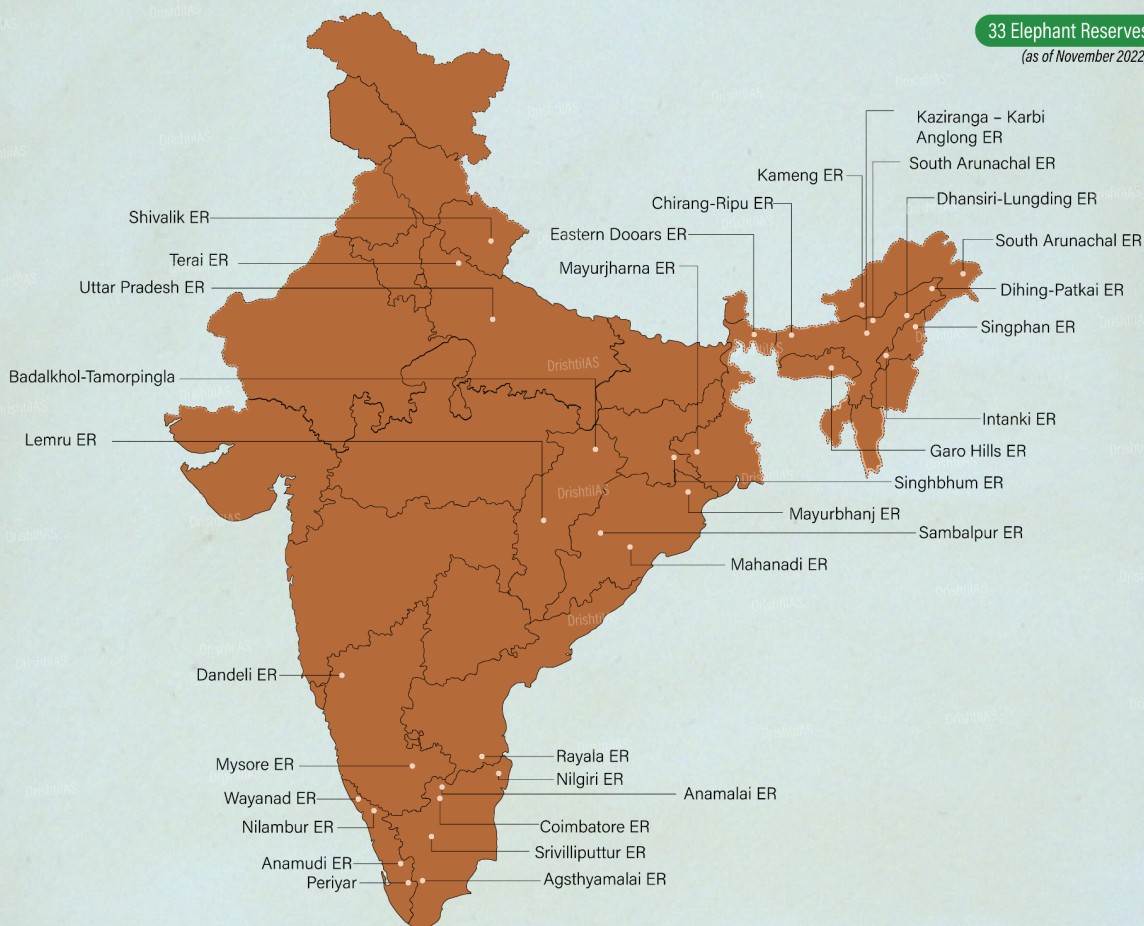 33 Elephant Reserves
(as of November 2022
Kaziranga – Karbi
Anglong ER
South Arunachal ER
Kameng ER
Dhansiri-Lungding ER
Chirang-Ripu ER
Shivalik ER
Eastern Dooars ER
South Arunachal ER
Terai ER
Mayurjharna ER
Uttar Pradesh ER
Dihing-Patkai ER
Singphan ER
Badalkhol-Tamorpingla
Intanki ER
Lemru ER
Garo Hills ER
Singhbhum ER
Mayurbhanj ER
Sambalpur ER
Mahanadi ER
Dandeli ER
Rayala ER
Mysore ER
Nilgiri ER
Anamalai ER
Wayanad ER
Nilambur ER
Coimbatore ER
Srivilliputtur ER
Anamudi ER
Periyar
Agsthyamalai ER
DrishtiIAS